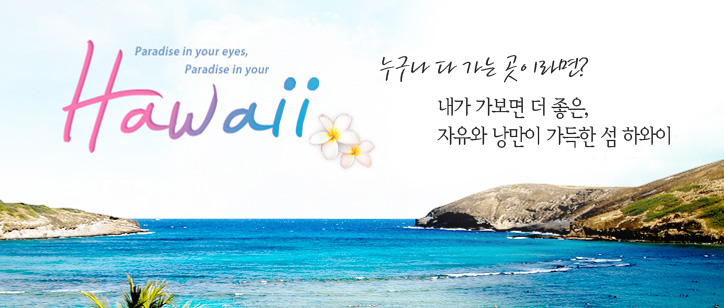 Paradise in your eyes,
Paradise in your
Hawaii
누구나 다 가는 곳이라면?
내가 가보면 더 좋은,
자유와 낭만이 가득한 섬 하와이